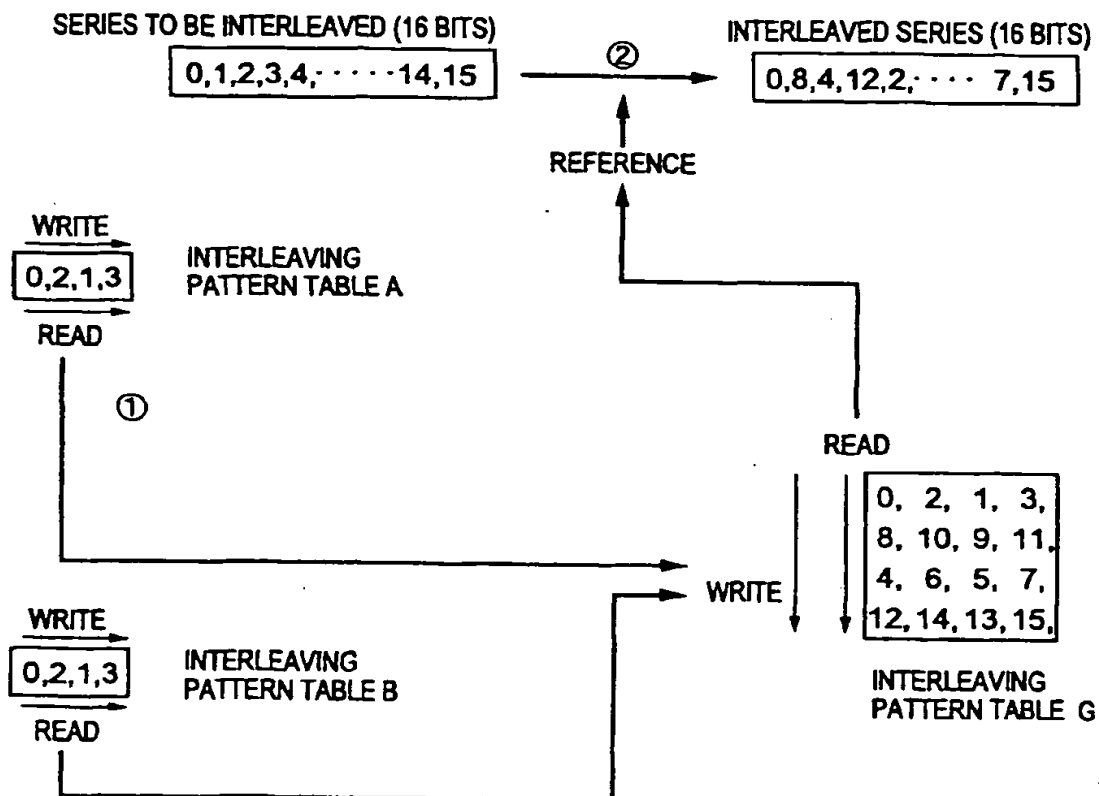 SERIES TO BE INTERLEAVED (16 BITS)
0,1,2,3,4,·····14,15
②
INTERLEAVED SERIES (16 BITS)
0,8,4,12,2,···· 7,15
REFERENCE
WRITE
0,2,1,3
READ
INTERLEAVING
PATTERN TABLE A
①
READ
WRITE
0, 2, 1, 3,
8, 10, 9, 11,
4, 6, 5, 7,
12, 14, 13, 15,
INTERLEAVING
PATTERN TABLE G
WRITE
0,2,1,3
READ
INTERLEAVING
PATTERN TABLE B